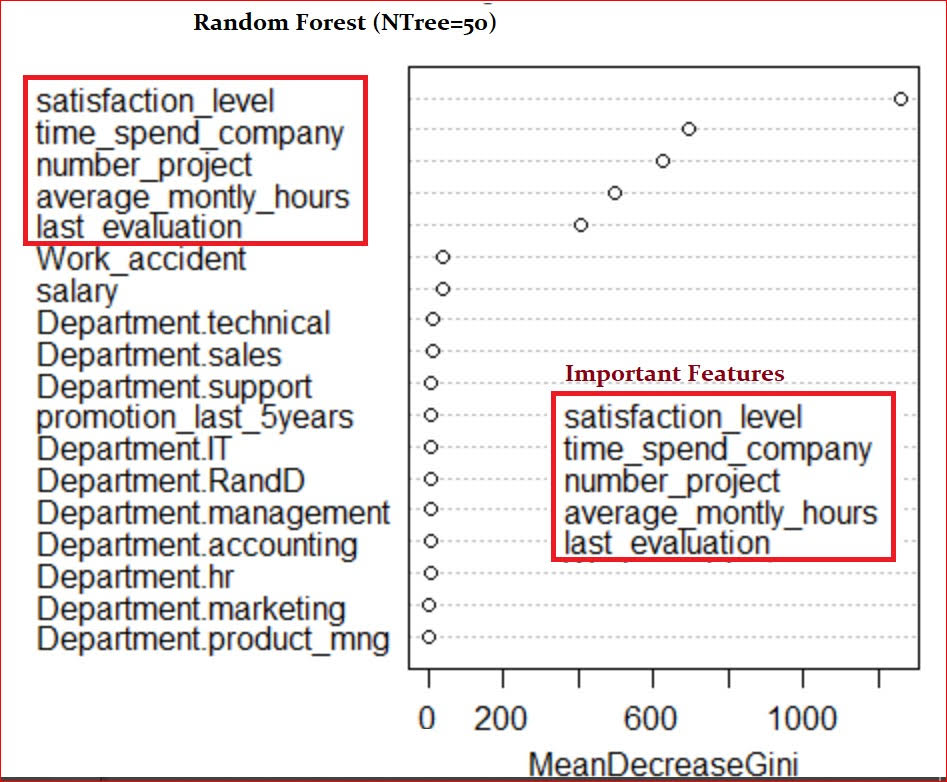 Random Forest (NTree=50)
satisfaction_level
time_spend_company
number_project
average_montly_hours
last_evaluation
Work_accident
salary
Department.technical
Department.sales
Department.support
promotion_last_5years
Department.IT
Department.RandD
Department.management
Department.accounting
Department.hr
Department.marketing
Department.product_mng
Important Features
satisfaction_level
time_spend_company
number_project
average_montly_hours
last_evaluation
0 200 600 1000
MeanDecreaseGini